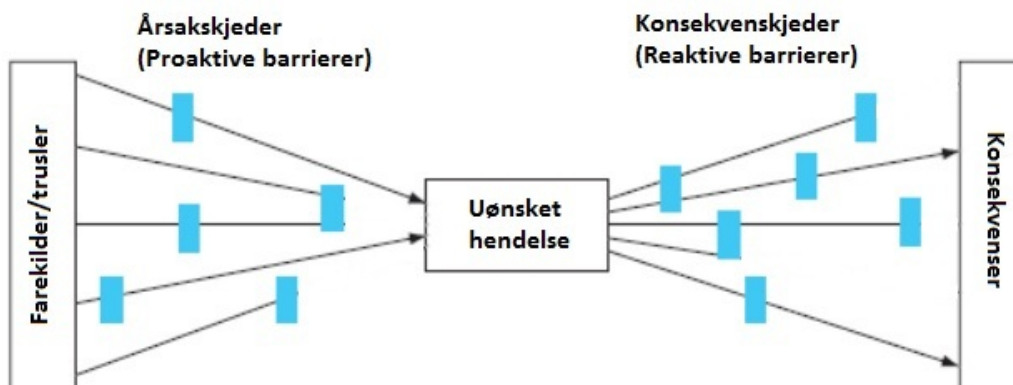 Årsakskjeder
(Proaktive barrierer)
Konsekvenskjeder
(Reaktive barrierer)
Farekilder/trusler
Uønsket
hendelse
Konsekvenser